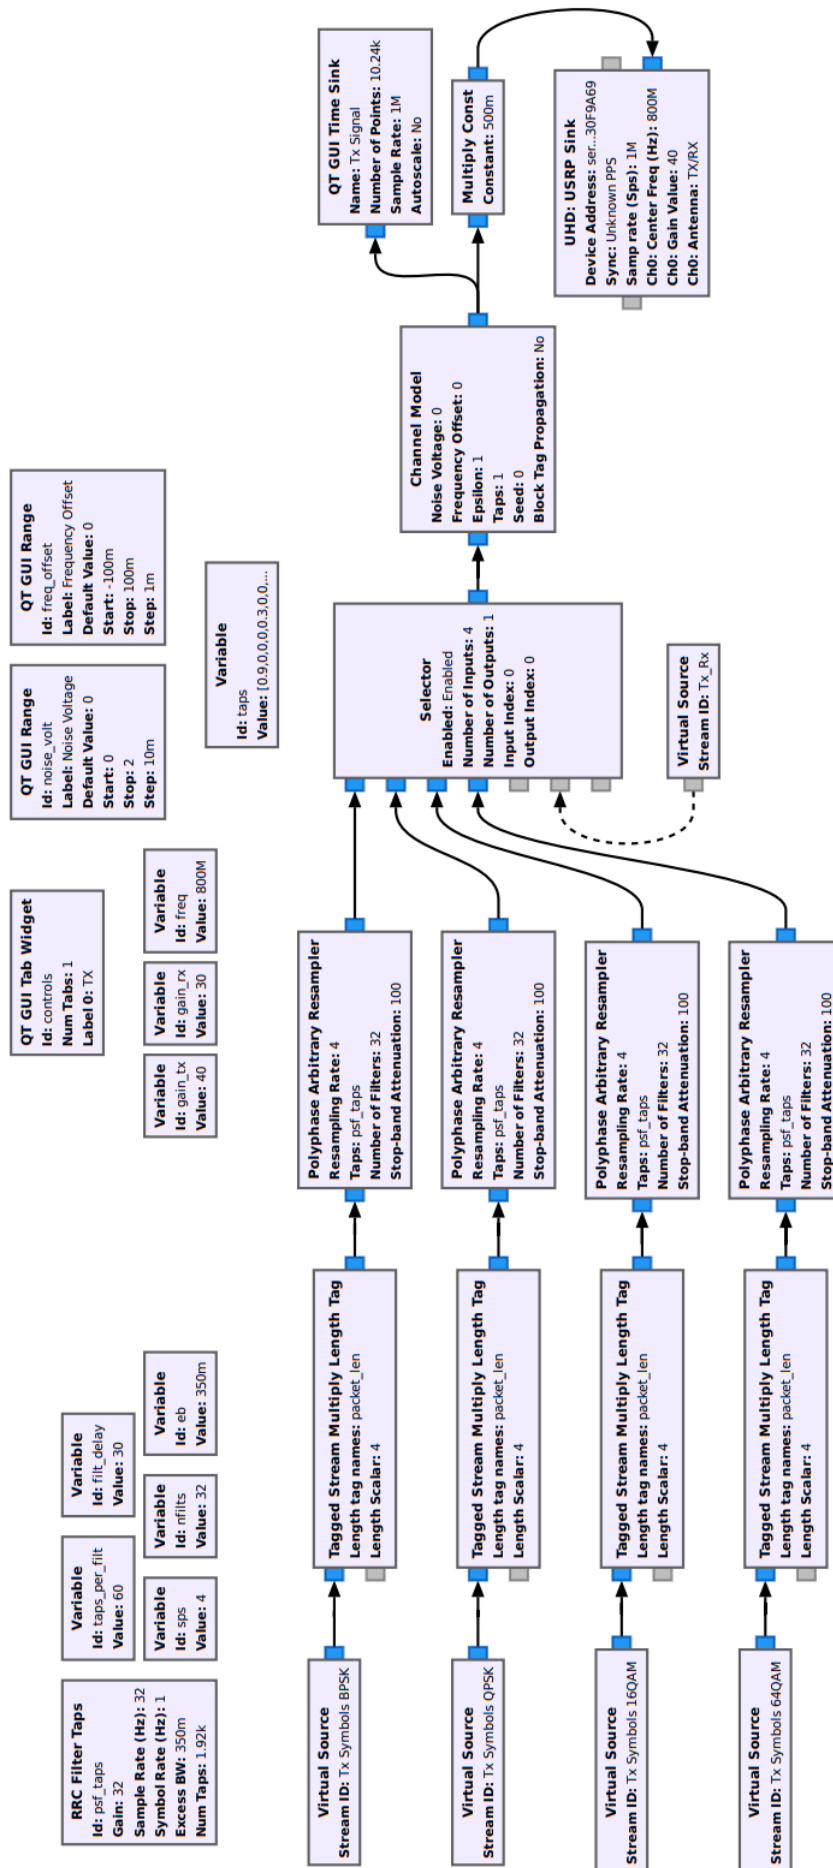 RRC Filter Taps
Id: psf_taps
Gain: 32
Sample Rate (Hz): 32
Symbol Rate (Hz): 1
Excess BW: 350m
Num Taps: 1.92k
Variable
Id: taps_per_filt
Value: 60
Variable
Id: filt_delay
Value: 30
Variable
Id: sps
Value: 4
Variable
Id: nfilts
Value: 32
Variable
Id: eb
Value: 350m
QT GUI Tab Widget
Id: controls
Num Tabs: 1
Label 0: TX
Variable
Id: gain_tx
Value: 40
Variable
Id: gain_rx
Value: 30
Variable
Id: freq
Value: 800M
QT GUI Range
Id: noise_volt
Label: Noise Voltage
Default Value: 0
Start: 0
Stop: 2
Step: 10m
QT GUI Range
Id: freq_offset
Label: Frequency Offset
Default Value: 0
Start: -100m
Stop: 100m
Step: 1m
Variable
Id: taps
Value: [0.9,0,0,0,0.3,0,0,...
Virtual Source
Stream ID: Tx Symbols BPSK
Tagged Stream Multiply Length Tag
Length tag names: packet_len
Length Scalar: 4
Polyphase Arbitrary Resampler
Resampling Rate: 4
Taps: psf_taps
Number of Filters: 32
Stop-band Attenuation: 100
Virtual Source
Stream ID: Tx Symbols QPSK
Tagged Stream Multiply Length Tag
Length tag names: packet_len
Length Scalar: 4
Polyphase Arbitrary Resampler
Resampling Rate: 4
Taps: psf_taps
Number of Filters: 32
Stop-band Attenuation: 100
Virtual Source
Stream ID: Tx Symbols 16QAM
Tagged Stream Multiply Length Tag
Length tag names: packet_len
Length Scalar: 4
Polyphase Arbitrary Resampler
Resampling Rate: 4
Taps: psf_taps
Number of Filters: 32
Stop-band Attenuation: 100
Virtual Source
Stream ID: Tx Symbols 64QAM
Tagged Stream Multiply Length Tag
Length tag names: packet_len
Length Scalar: 4
Polyphase Arbitrary Resampler
Resampling Rate: 4
Taps: psf_taps
Number of Filters: 32
Stop-band Attenuation: 100
Selector
Enabled: Enabled
Number of Inputs: 4
Number of Outputs: 1
Input Index: 0
Output Index: 0
Virtual Source
Stream ID: Tx_Rx
Channel Model
Noise Voltage: 0
Frequency Offset: 0
Epsilon: 1
Taps: 1
Seed: 0
Block Tag Propagation: No
QT GUI Time Sink
Name: Tx Signal
Number of Points: 10.24k
Sample Rate: 1M
Autoscale: No
Multiply Const
Constant: 500m
UHD: USRP Sink
Device Address: ser...30F9A69
Sync: Unknown PPS
Samp rate (Sps): 1M
Ch0: Center Freq (Hz): 800M
Ch0: Gain Value: 40
Ch0: Antenna: TX/RX